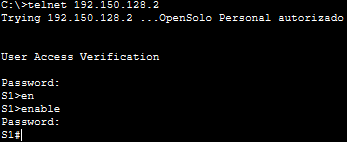 C:\>telnet 192.150.128.2
Trying 192.150.128.2 ...OpenSolo Personal autorizado
User Access Verification
Password:
S1>en
S1>enable
Password:
S1#